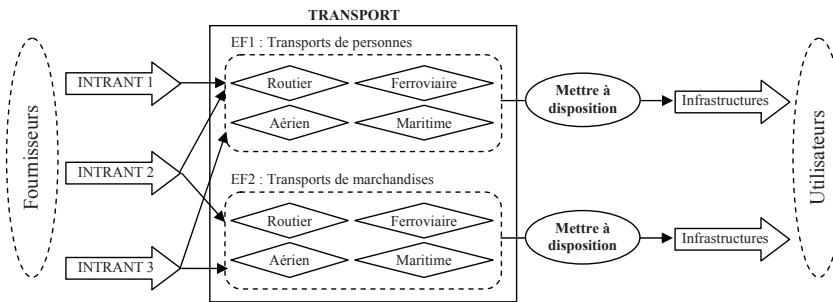 TRANSPORT
EF1 : Transports de personnes
Fournisseurs
INTRANT 1
INTRANT 2
INTRANT 3
Routier
Ferroviaire
Aérien
Maritime
Mettre à
disposition
Infrastructures
EF2 : Transports de marchandises
Routier
Ferroviaire
Aérien
Maritime
Mettre à
disposition
Infrastructures
Utilisateurs